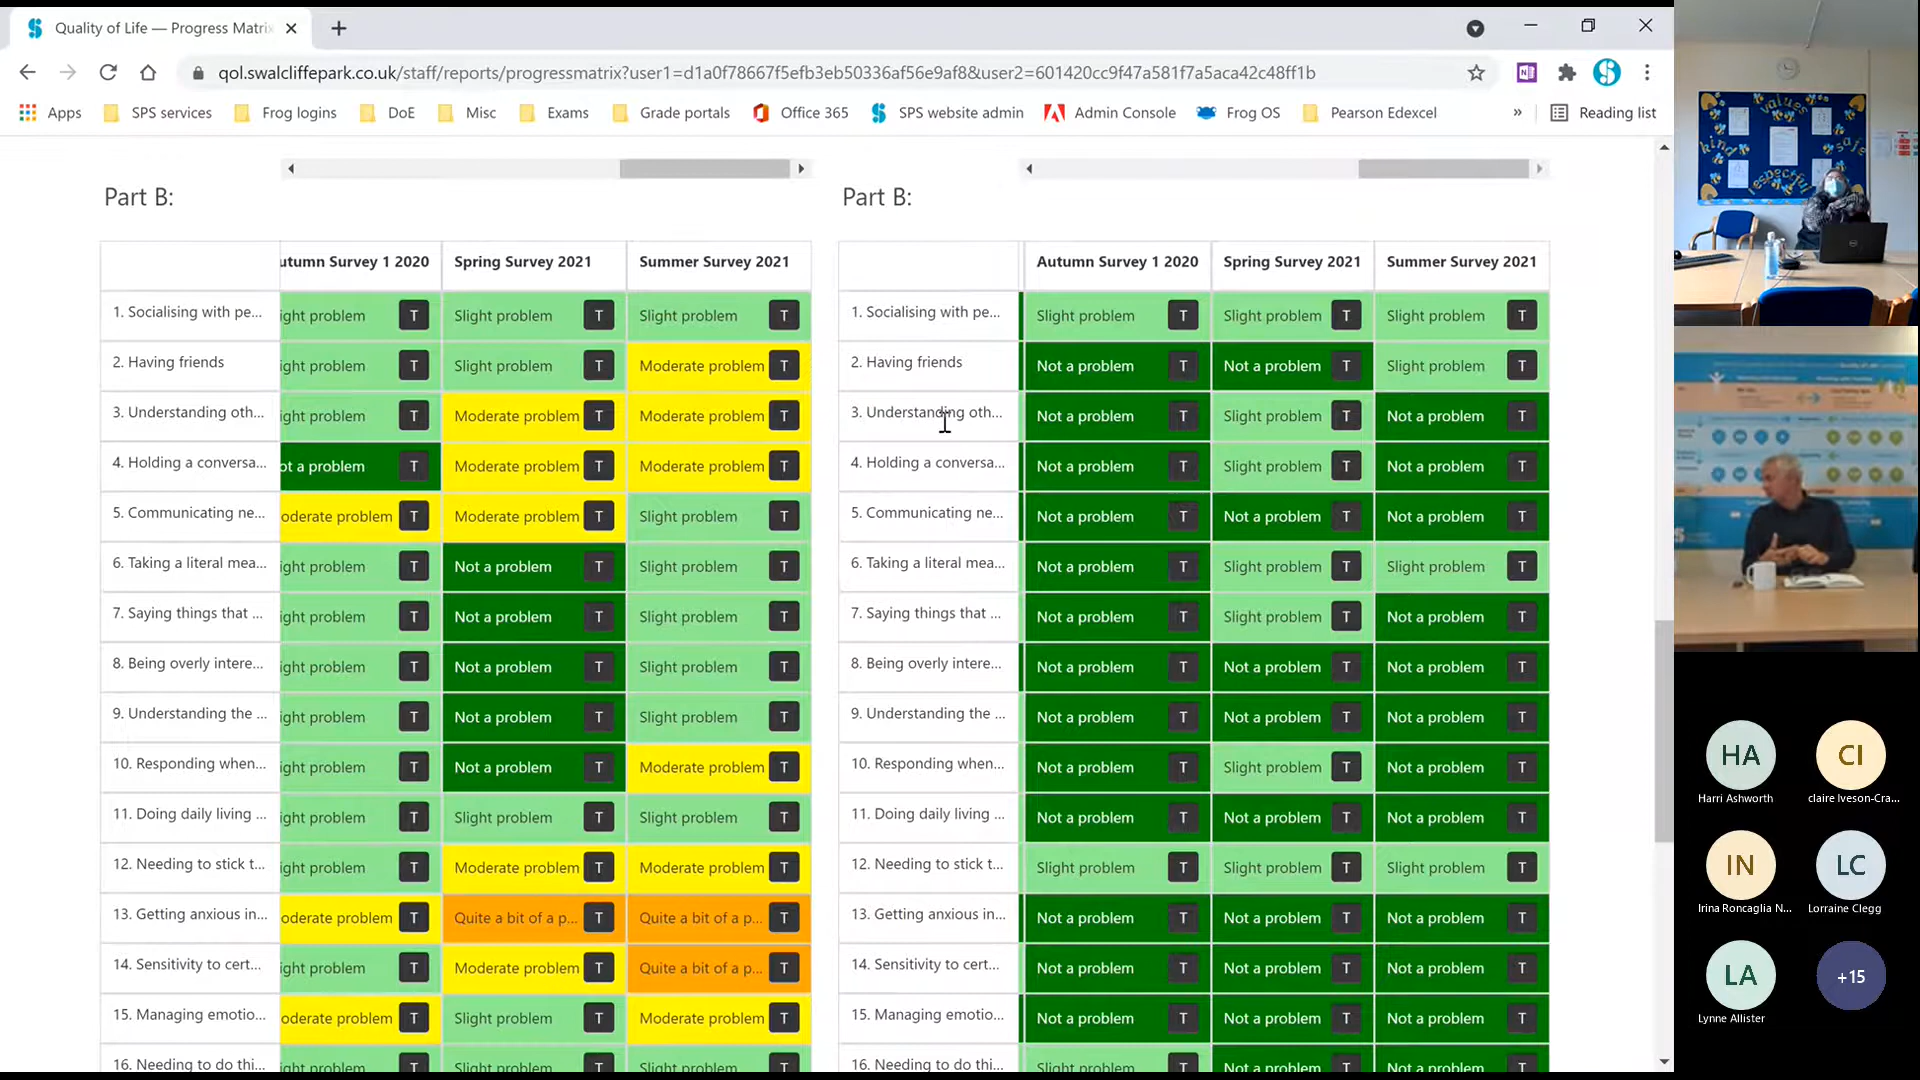 Quality of Life — Progress Matrix
qol.swalcliffepark.co.uk/staff/reports/progressmatrix?user1=d1a0f78667f5efb3eb50336af56e9af8&user2=601420cc9f47a581f7a5aca42c48ff1b
Apps SPS services Frog logins DoE Misc Exams Grade portals Office 365 SPS website admin Admin Console Frog OS Pearson Edexcel » Reading list
Part B: Part B:
utumn Survey 1 2020 Spring Survey 2021 Summer Survey 2021 Autumn Survey 1 2020 Spring Survey 2021 Summer Survey 2021
1. Socialising with pe... ight problem T Slight problem T Slight problem T 1. Socialising with pe... Slight problem T Slight problem T Slight problem T
2. Having friends ight problem T Slight problem T Moderate problem T 2. Having friends Not a problem T Not a problem T Slight problem T
3. Understanding oth... ight problem T Moderate problem T Moderate problem T 3. Understanding oth... Not a problem T Slight problem T Not a problem T
4. Holding a conversa... ot a problem T Moderate problem T Moderate problem T 4. Holding a conversa... Not a problem T Slight problem T Not a problem T
5. Communicating ne... oderate problem T Moderate problem T Slight problem T 5. Communicating ne... Not a problem T Not a problem T Not a problem T
6. Taking a literal mea... ight problem T Not a problem T Slight problem T 6. Taking a literal mea... Not a problem T Slight problem T Slight problem T
7. Saying things that ... ight problem T Not a problem T Slight problem T 7. Saying things that ... Not a problem T Slight problem T Not a problem T
8. Being overly intere... ight problem T Not a problem T Slight problem T 8. Being overly intere... Not a problem T Not a problem T Not a problem T
9. Understanding the ... ight problem T Not a problem T Slight problem T 9. Understanding the ... Not a problem T Not a problem T Not a problem T
10. Responding when... ight problem T Not a problem T Moderate problem T 10. Responding when... Not a problem T Slight problem T Not a problem T
11. Doing daily living ... ight problem T Slight problem T Slight problem T 11. Doing daily living ... Not a problem T Not a problem T Not a problem T
12. Needing to stick t... ight problem T Moderate problem T Moderate problem T 12. Needing to stick t... Slight problem T Slight problem T Slight problem T
13. Getting anxious in... oderate problem T Quite a bit of a p... T Quite a bit of a p... T 13. Getting anxious in... Not a problem T Not a problem T Not a problem T
14. Sensitivity to cert... ight problem T Moderate problem T Quite a bit of a p... T 14. Sensitivity to cert... Not a problem T Not a problem T Not a problem T
15. Managing emotio... oderate problem T Slight problem T Moderate problem T 15. Managing emotio... Not a problem T Not a problem T Not a problem T
16. Needing to do thi... ight problem Slight problem Slight problem 16. Needing to do thi... Slight problem Not a problem Not a problem
values
kind safe
respectful
HA CI
Harri Ashworth claire Iveson-Cra...
IN LC
Irina Roncaglia N... Lorraine Clegg
LA +15
Lynne Allister